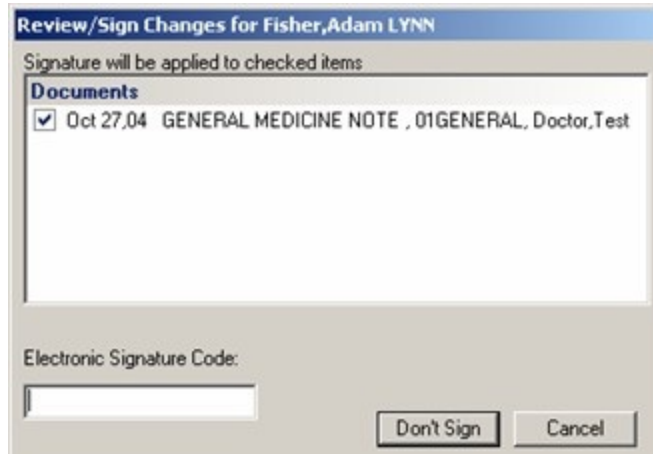 Review/Sign Changes for Fisher,Adam LYNN
Signature will be applied to checked items
Documents
Oct 27,04 GENERAL MEDICINE NOTE , 01GENERAL, Doctor,Test
Electronic Signature Code:
Don't Sign Cancel